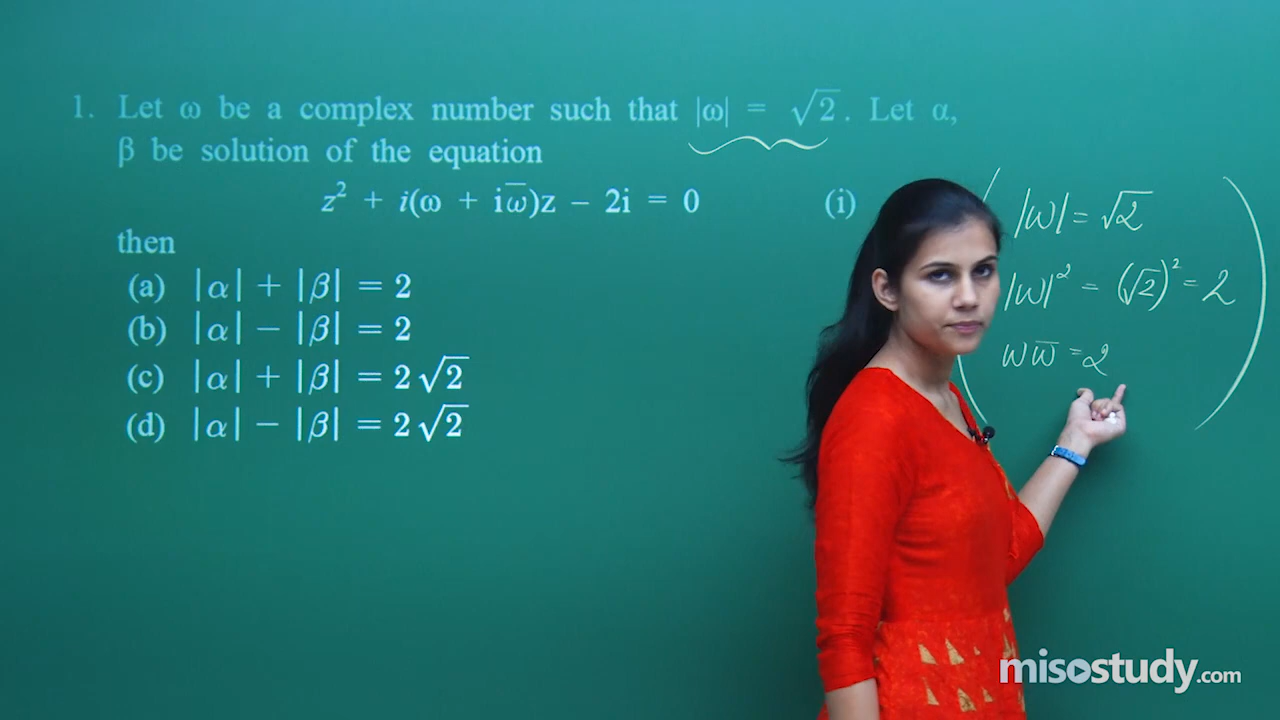 1. Let ω be a complex number such that |ω| = √2. Let α,
β be solution of the equation
z² + i(ω + iω̅)z – 2i = 0 (i)
then
(a) |α| + |β| = 2
(b) |α| – |β| = 2
(c) |α| + |β| = 2√2
(d) |α| – |β| = 2√2
|ω| = √2
|ω|² = (√2)² = 2
ωω̅ = 2
misostudy.com